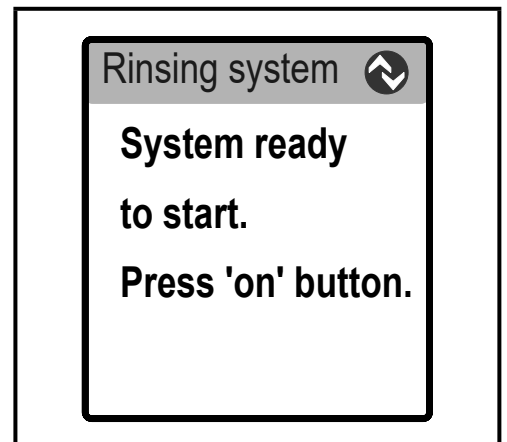 Rinsing system
System ready
to start.
Press 'on' button.